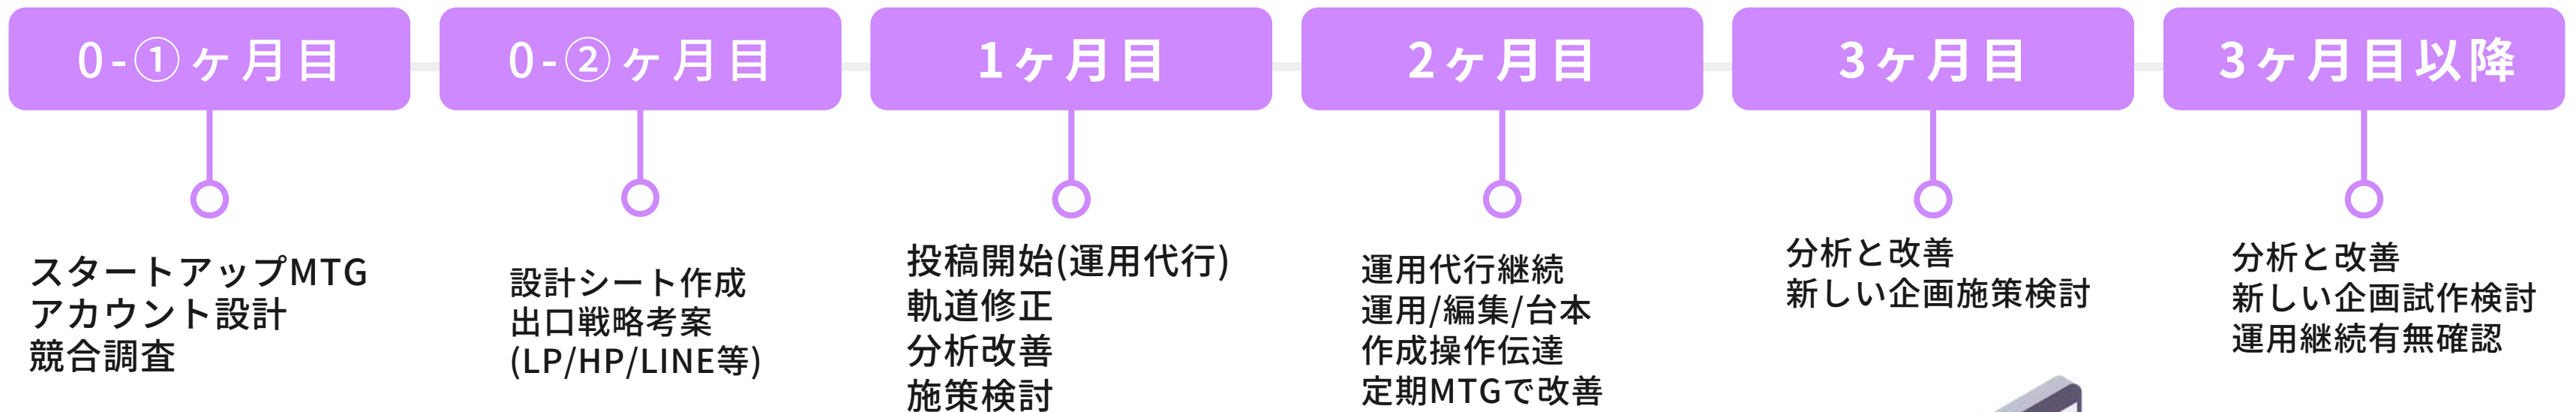 0-①ヶ月目
スタートアップMTG
アカウント設計
競合調査
0-②ヶ月目
設計シート作成
出口戦略考案
(LP/HP/LINE等)
1ヶ月目
投稿開始(運用代行)
軌道修正
分析改善
施策検討
2ヶ月目
運用代行継続
運用/編集/台本
作成操作伝達
定期MTGで改善
3ヶ月目
分析と改善
新しい企画施策検討
3ヶ月目以降
分析と改善
新しい企画試作検討
運用継続有無確認